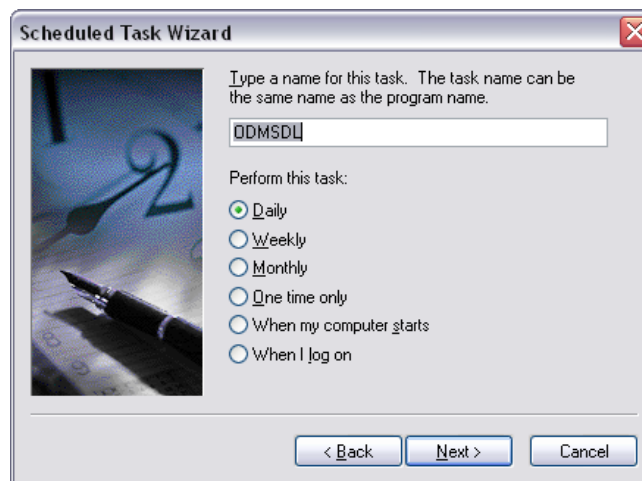 Scheduled Task Wizard
Type a name for this task. The task name can be
the same name as the program name.
ODMSDL
Perform this task:
Daily
Weekly
Monthly
One time only
When my computer starts
When I log on
< Back
Next >
Cancel